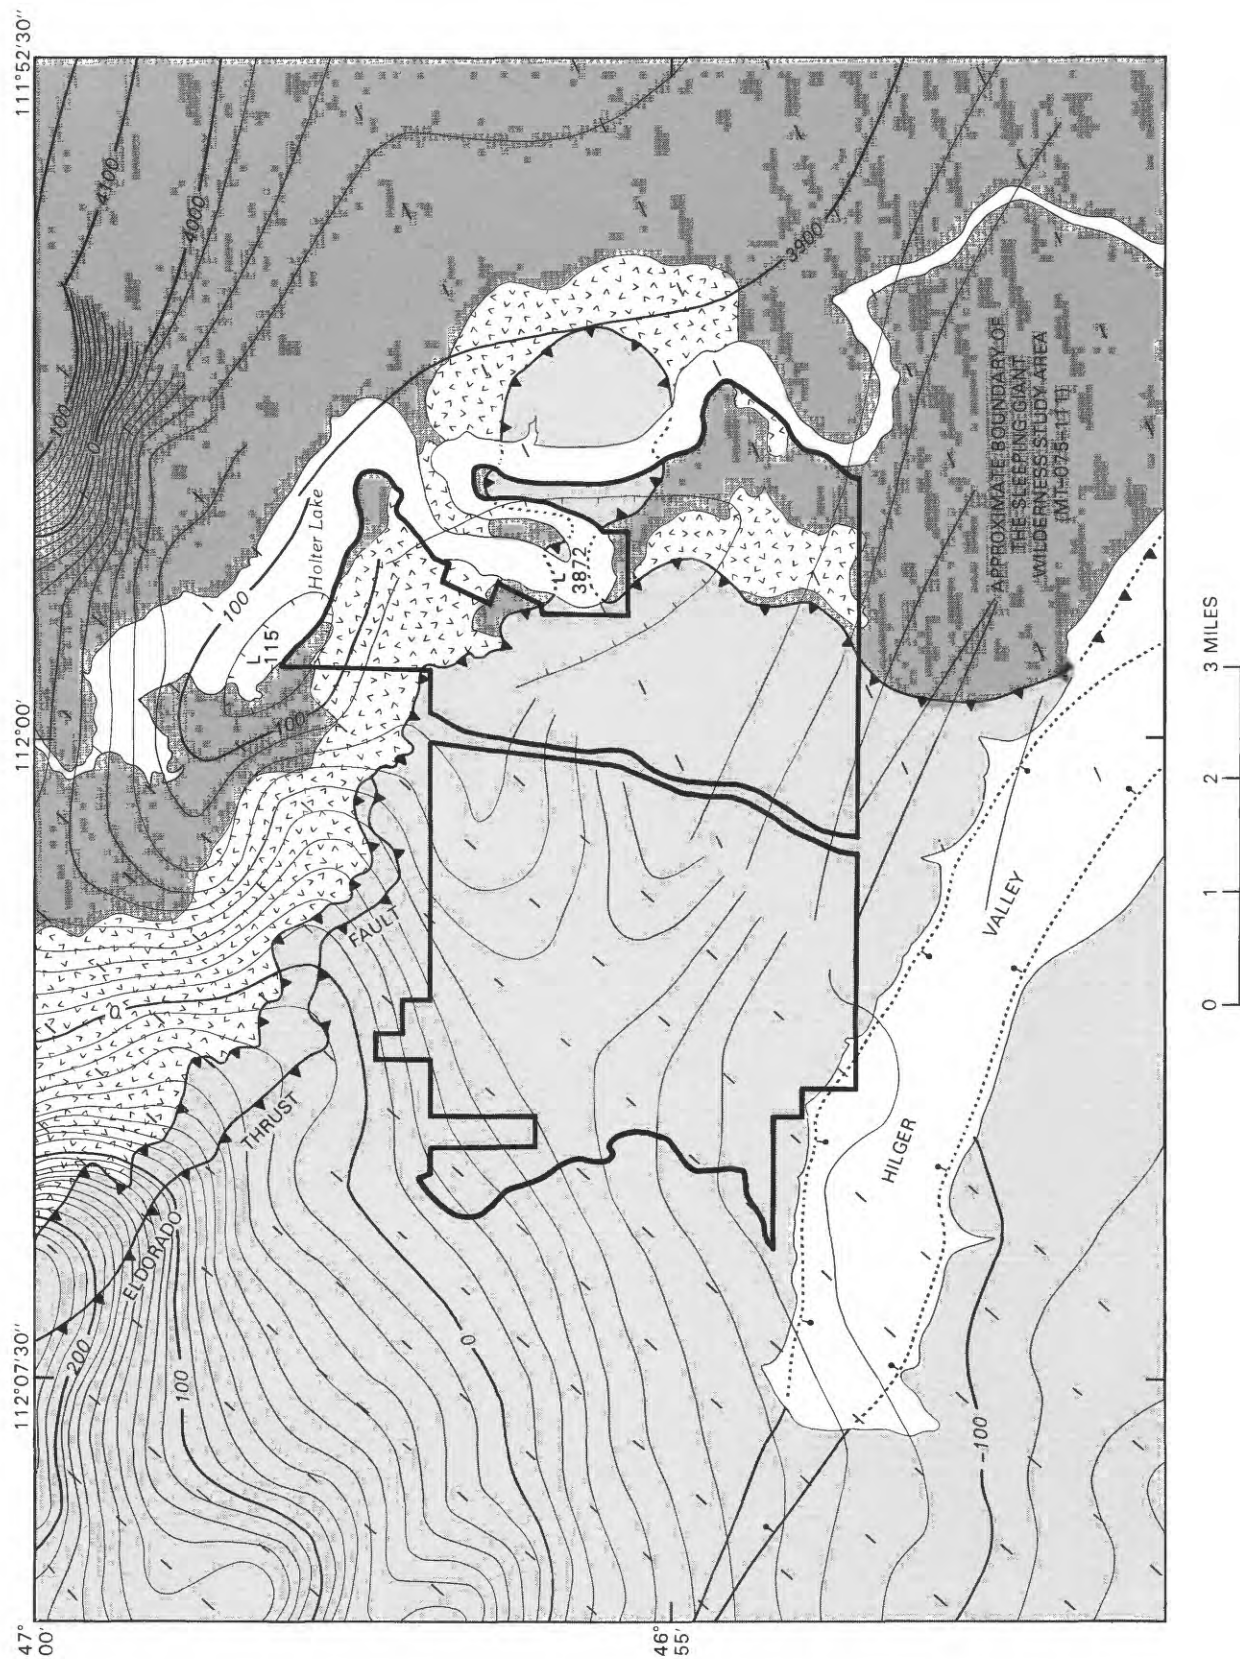 47°
00'
112°07'30"
112°00'
111°52'30"
46°
55'
4100
4000
-100
0
3900
Holter Lake
100
L
115
100
L
3872
0
FAULT
THRUST
ELDORADO
200
100
0
-100
VALLEY
HILGER
APPROXIMATE BOUNDARY OF
THE SLEEPING GIANT
WILDERNESS STUDY AREA
(MT-075-111)
0
1
2
3 MILES